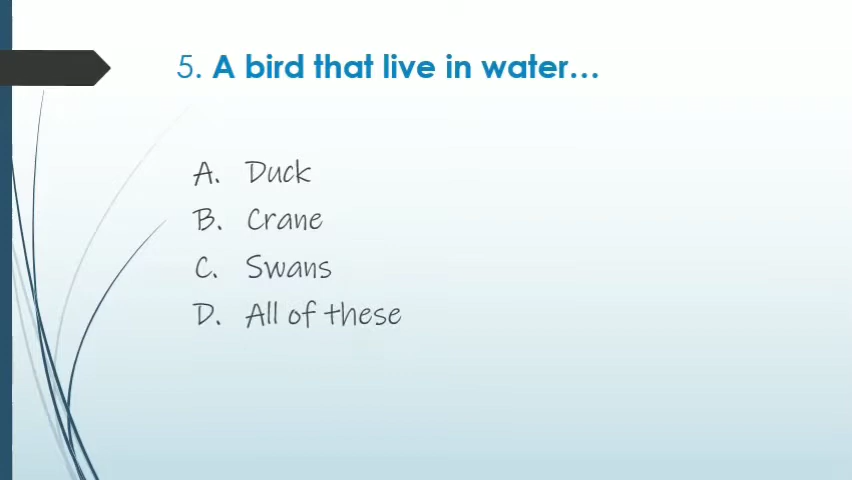 5. A bird that live in water...
A. Duck
B. Crane
C. Swans
D. All of these